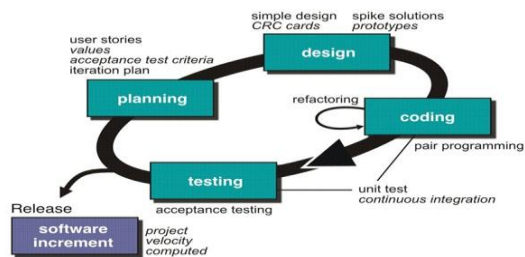 simple design
CRC cards
spike solutions
prototypes
user stories
values
acceptance test criteria
iteration plan
design
planning
refactoring
coding
pair programming
testing
unit test
continuous integration
acceptance testing
Release
software
increment
project
velocity
computed